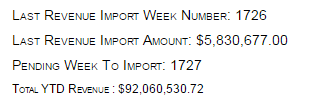 Last Revenue Import Week Number: 1726
Last Revenue Import Amount: $5,830,677.00
Pending Week To Import: 1727
Total YTD Revenue : $92,060,530.72